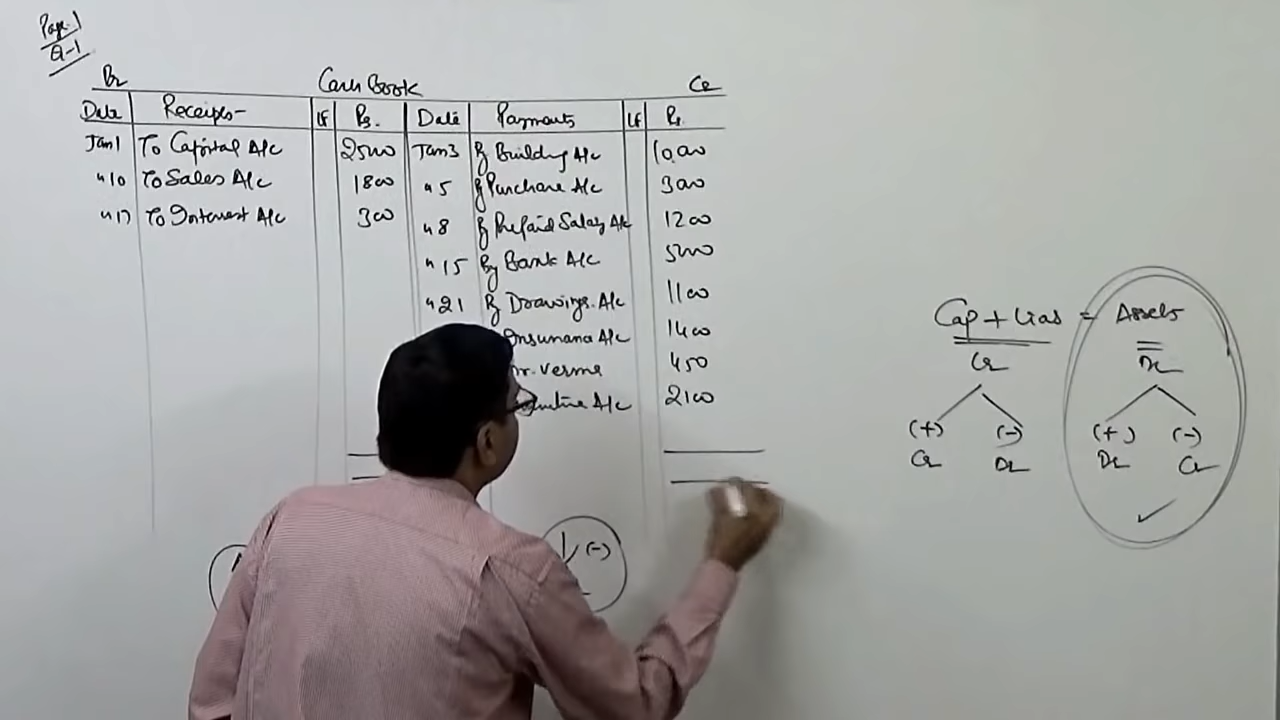 Page-1
Q-1
Dr Cash Book Cr
Date Receipts LF Rs. Date Payments LF Rs.
Jan 1 To Capital A/c 25000 Jan 3 By Building A/c 10,000
"10 To Sales A/c 1800 "5 By Purchase A/c 3000
"17 To Interest A/c 300 "8 By Prepaid Salary A/c 1200
"15 By Bank A/c 5000
"21 By Drawings A/c 1100
Insurance A/c 1400
Mr. Verma 450
A/c 2100
(-)
Cap + Lias = Assets
Cr Dr
(+) (-) (+) (-)
Cr Dr Dr Cr